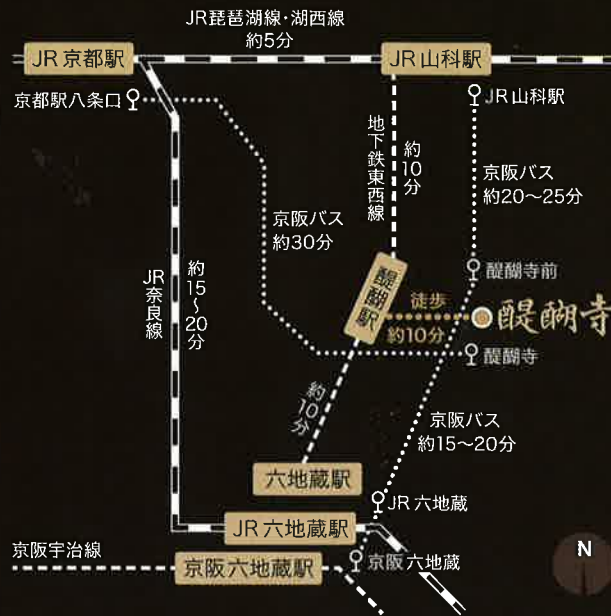 JR琵琶湖線・湖西線
約5分
JR京都駅
JR山科駅
京都駅八条口
JR山科駅
地下鉄東西線
約10分
京阪バス
約20〜25分
京阪バス
約30分
JR奈良線
約15〜20分
醍醐駅
醍醐寺前
徒歩
約10分
醍醐寺
醍醐寺
約10分
京阪バス
約15〜20分
六地蔵駅
JR六地蔵
JR六地蔵駅
京阪宇治線
京阪六地蔵駅
京阪六地蔵
N